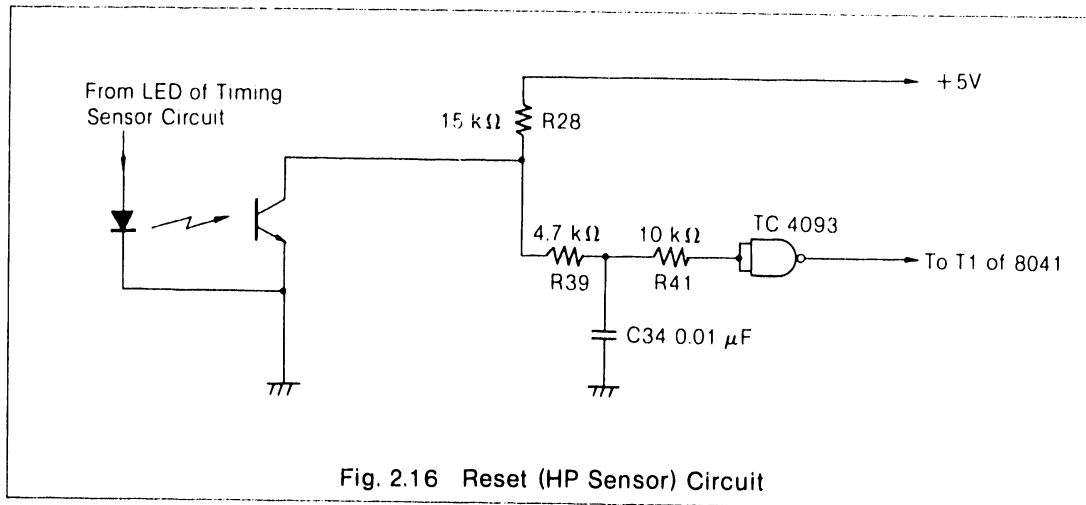 From LED of Timing
Sensor Circuit
+5V
15 kΩ R28
4.7 kΩ
R39
10 kΩ
R41
TC 4093
To T1 of 8041
C34 0.01 μF
Fig. 2.16 Reset (HP Sensor) Circuit